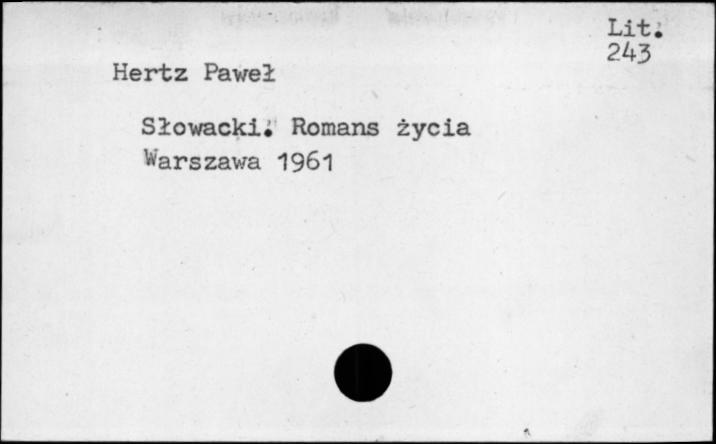 Lit.
243
Hertz Paweł
Słowacki. Romans życia
Warszawa 1961